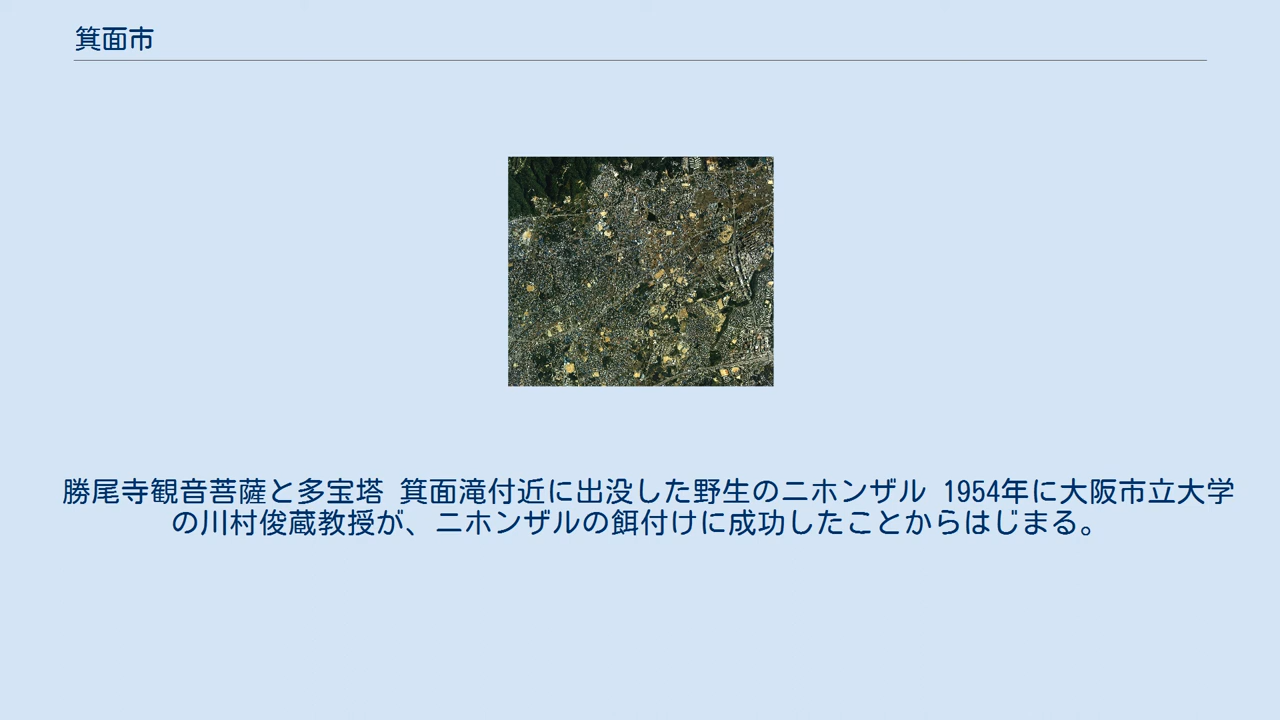 箕面市
勝尾寺観音菩薩と多宝塔 箕面滝付近に出没した野生のニホンザル 1954年に大阪市立大学
の川村俊蔵教授が、ニホンザルの餌付けに成功したことからはじまる。